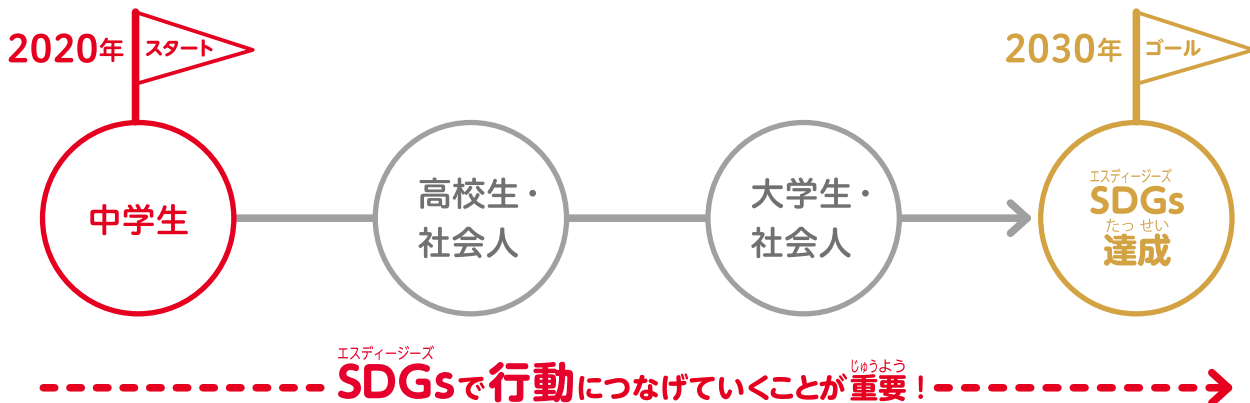 2020年 スタート
2030年 ゴール
中学生
高校生・
社会人
大学生・
社会人
エスディージーズ
SDGs
たっ せい
達成
エスディージーズ
じゅうよう
SDGsで行動につなげていくことが重要！